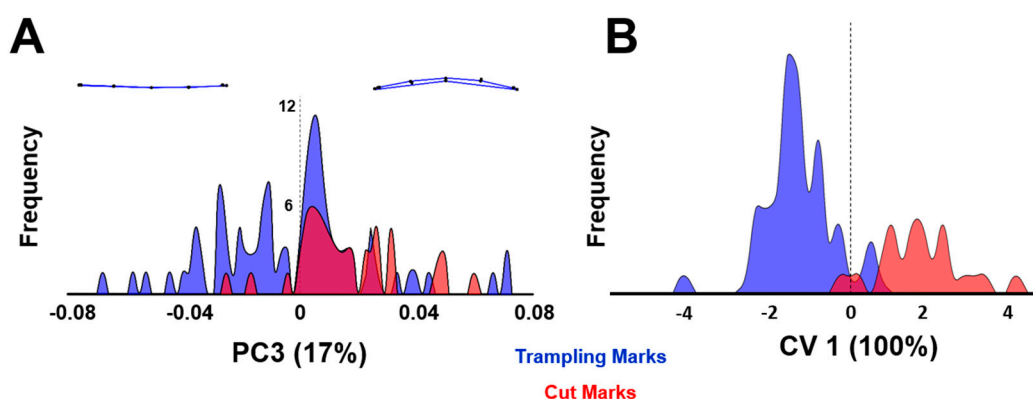 A
B
12
6
Frequency
-0.08
-0.04
0
0.04
0.08
PC3 (17%)
Frequency
-4
-2
0
2
4
CV 1 (100%)
Trampling Marks
Cut Marks